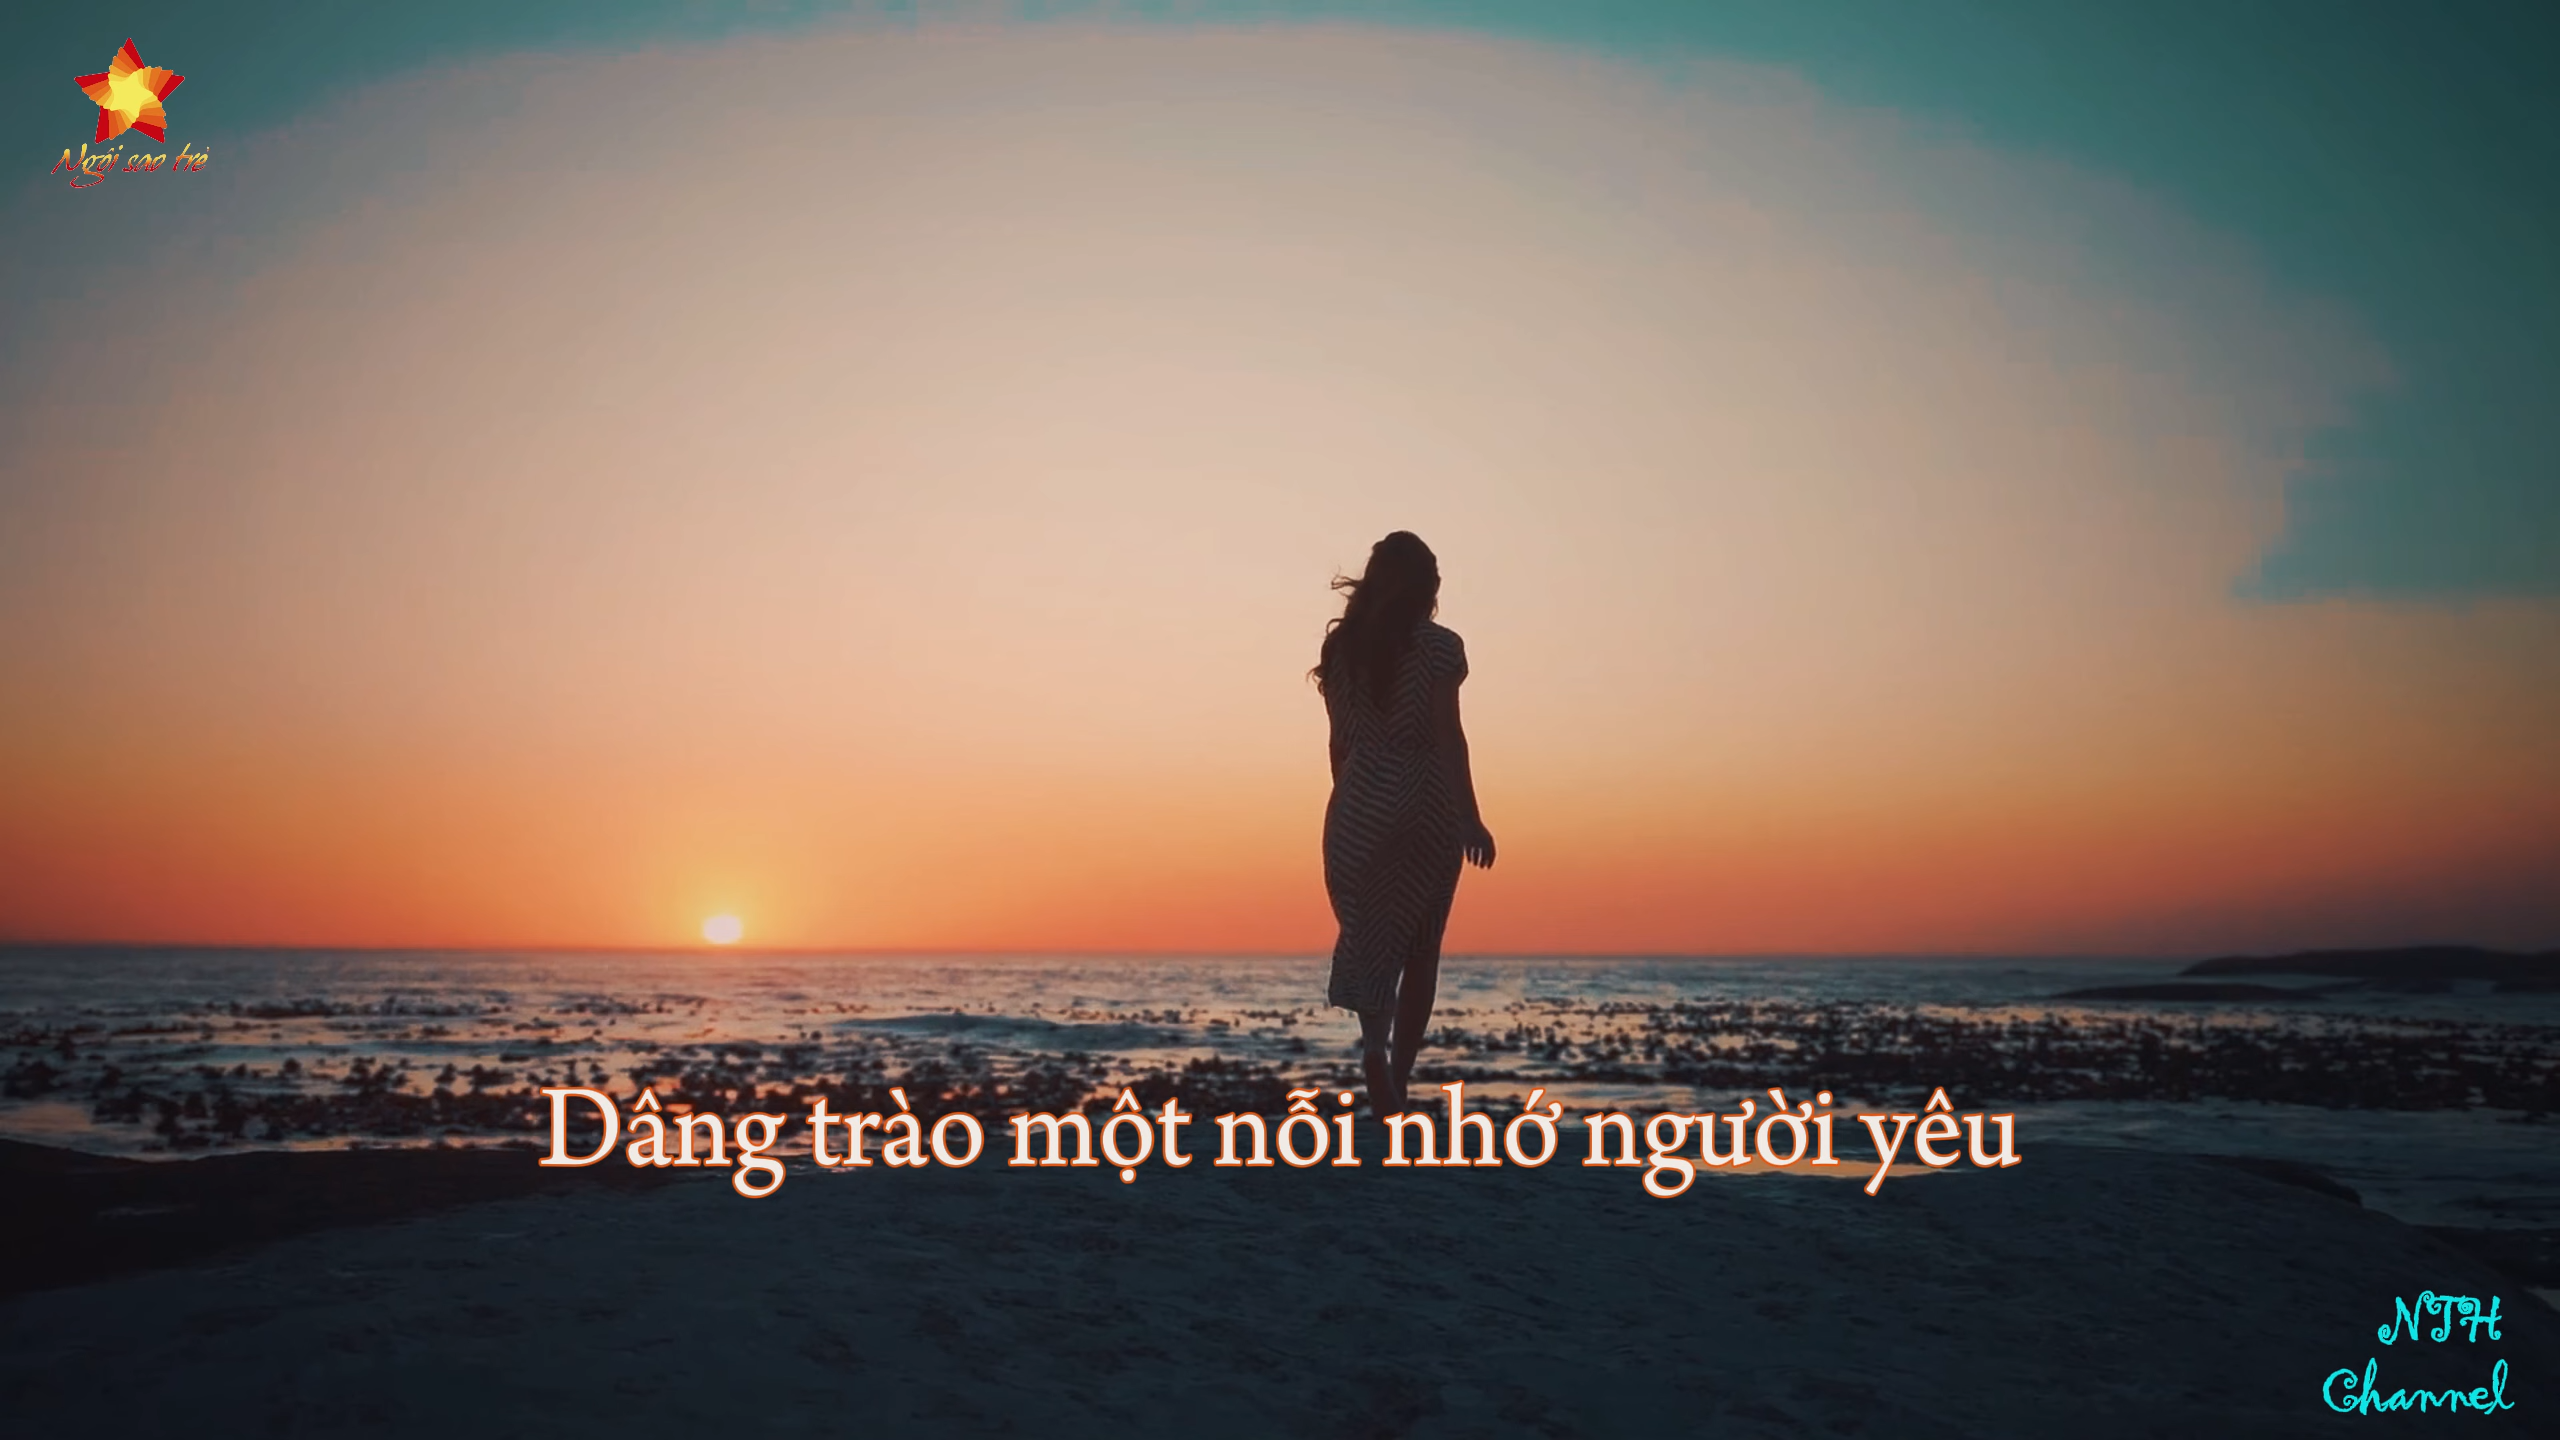 Ngôi sao trẻ
Dâng trào một nỗi nhớ người yêu
NTH
Channel